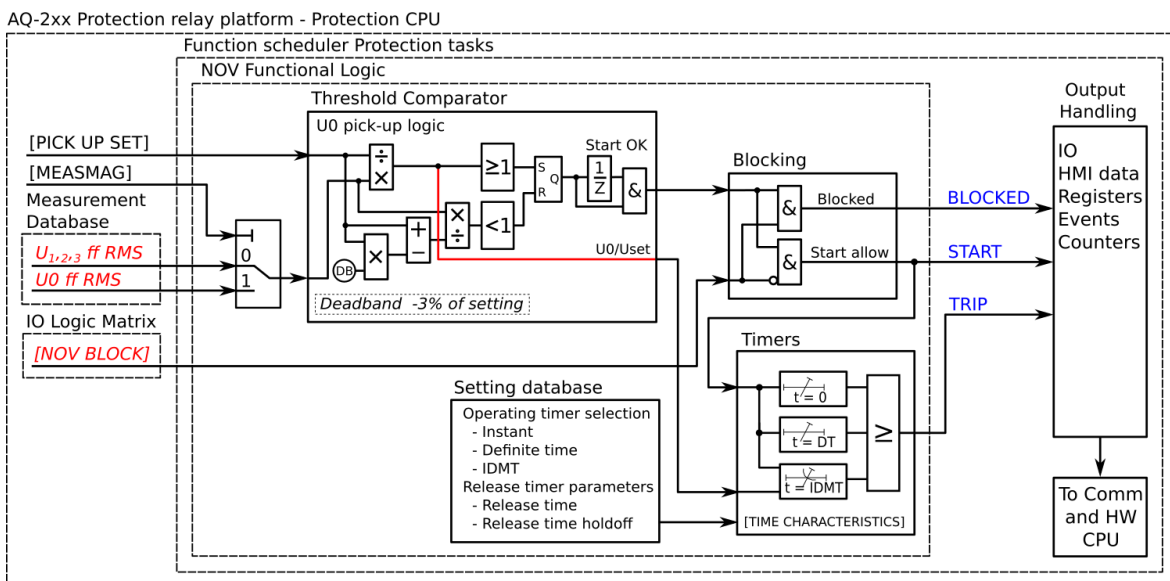 AQ-2xx Protection relay platform - Protection CPU
Function scheduler Protection tasks
NOV Functional Logic
Threshold Comparator
U0 pick-up logic
[PICK UP SET]
[MEASMAG]
Measurement
Database
U1,2,3 ff RMS
U0 ff RMS
IO Logic Matrix
[NOV BLOCK]
0
1
÷
×
≥1
S
Q
R
Start OK
1
Z
&
×
÷
<1
+
−
×
DB
U0/Uset
Deadband -3% of setting
Blocking
&
Blocked
&
Start allow
BLOCKED
START
TRIP
Output
Handling
IO
HMI data
Registers
Events
Counters
To Comm
and HW
CPU
Setting database
Operating timer selection
- Instant
- Definite time
- IDMT
Release timer parameters
- Release time
- Release time holdoff
Timers
t = 0
t = DT
t = IDMT
≥
[TIME CHARACTERISTICS]